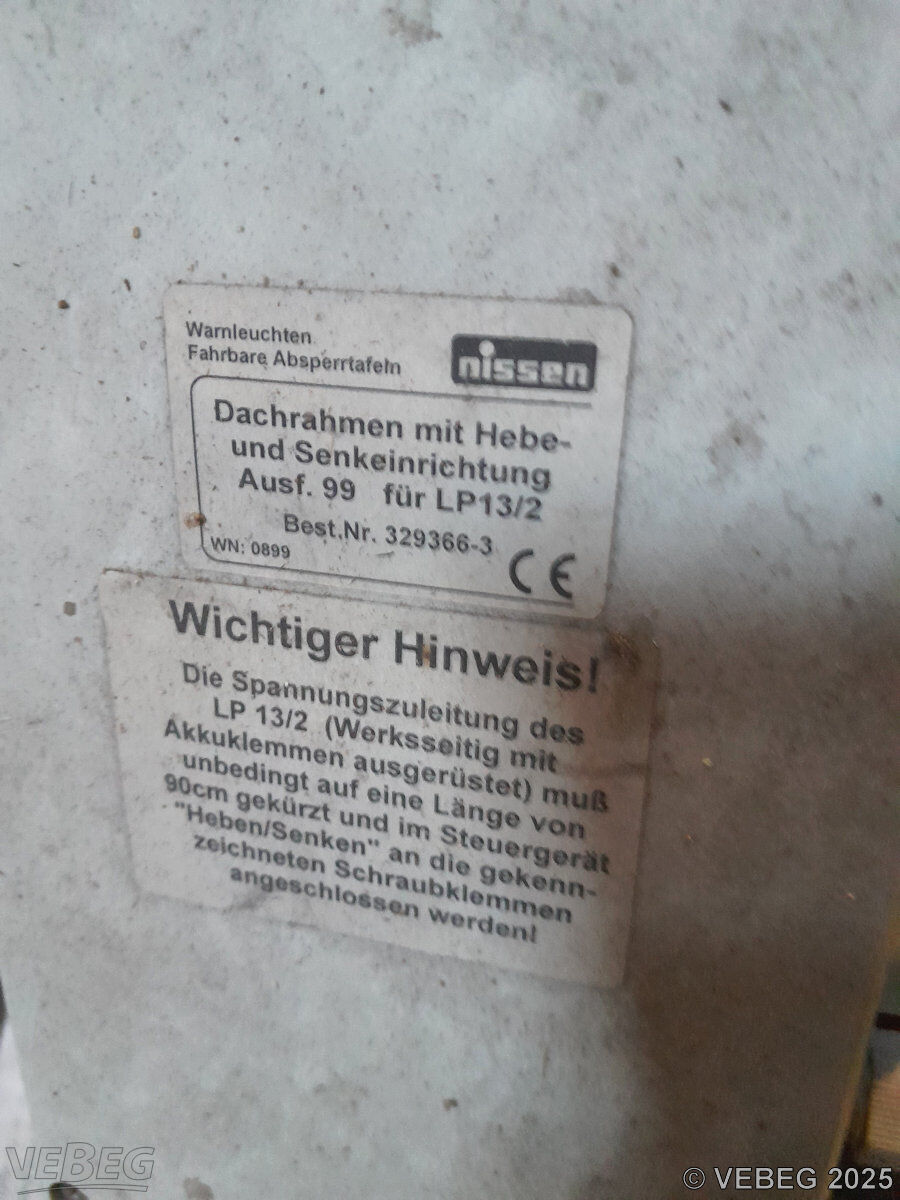 Warnleuchten
Fahrbare Absperrtafeln
nissen
Dachrahmen mit Hebe-
und Senkeinrichtung
Ausf. 99 für LP13/2
Best.Nr. 329366-3
WN: 0899
CE
Wichtiger Hinweis!
Die Spannungszuleitung des
LP 13/2 (Werksseitig mit
Akkuklemmen ausgerüstet) muß
unbedingt auf eine Länge von
90cm gekürzt und im Steuergerät
"Heben/Senken" an die gekenn-
zeichneten Schraubklemmen
angeschlossen werden!
VEBEG
© VEBEG 2025